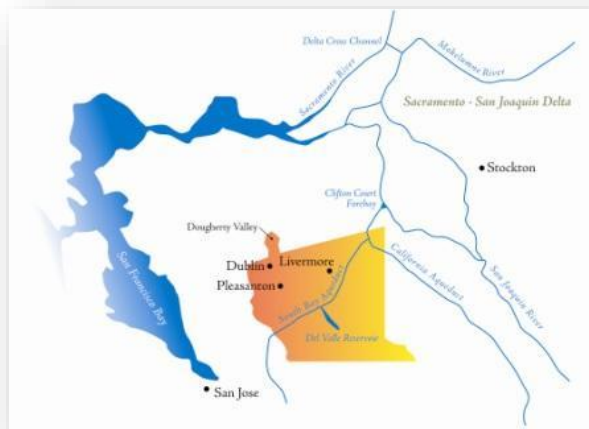 Delta Cross Channel
Mokelumne River
Sacramento River
Sacramento - San Joaquin Delta
Stockton
Clifton Court
Forebay
Dougherty Valley
Dublin
Livermore
Pleasanton
San Francisco Bay
South Bay Aqueduct
California Aqueduct
San Joaquin River
Del Valle Reservoir
San Jose